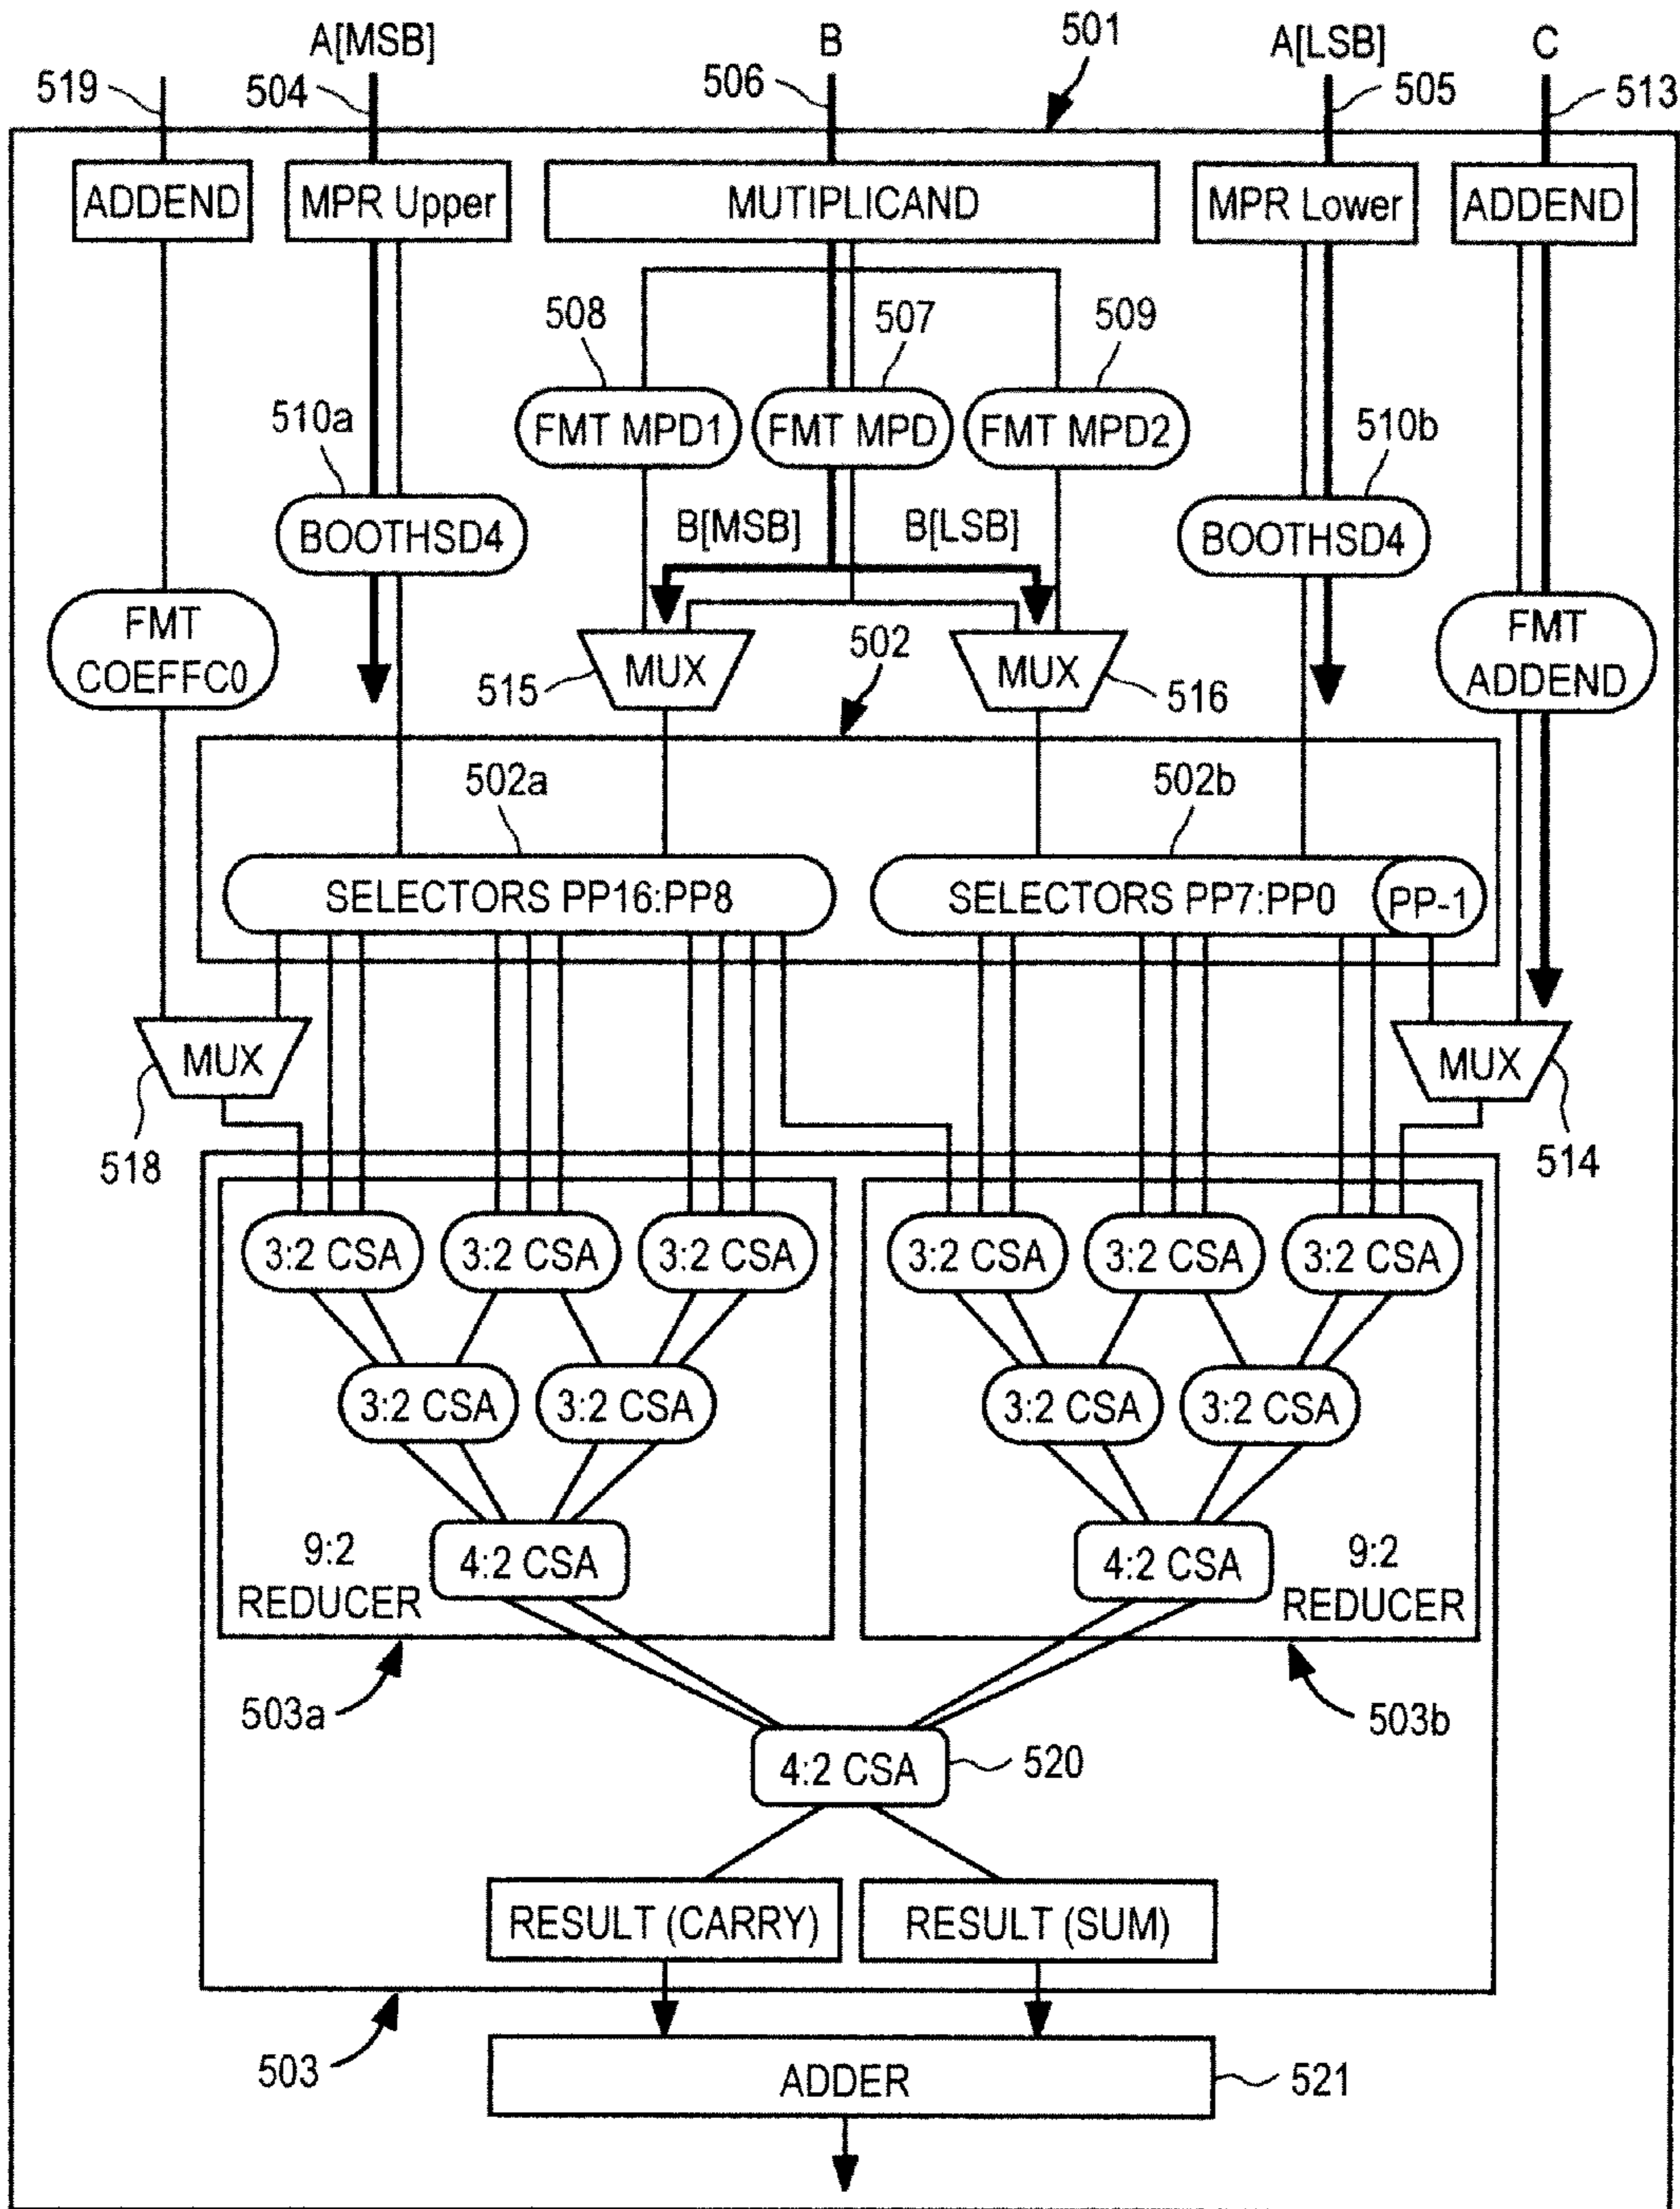 A[MSB] B 501 A[LSB] C
519 504 506 505 513
ADDEND MPR Upper MUTIPLICAND MPR Lower ADDEND
508 507 509
510a FMT MPD1 FMT MPD FMT MPD2 510b
BOOTHSD4 B[MSB] B[LSB] BOOTHSD4
FMT
COEFFC0
FMT
ADDEND
502
515 MUX MUX 516
502a 502b
SELECTORS PP16:PP8 SELECTORS PP7:PP0 PP-1
MUX MUX
518 514
3:2 CSA 3:2 CSA 3:2 CSA 3:2 CSA 3:2 CSA 3:2 CSA
3:2 CSA 3:2 CSA 3:2 CSA 3:2 CSA
9:2
REDUCER
4:2 CSA 4:2 CSA
9:2
REDUCER
503a 503b
4:2 CSA 520
RESULT (CARRY) RESULT (SUM)
503 ADDER 521